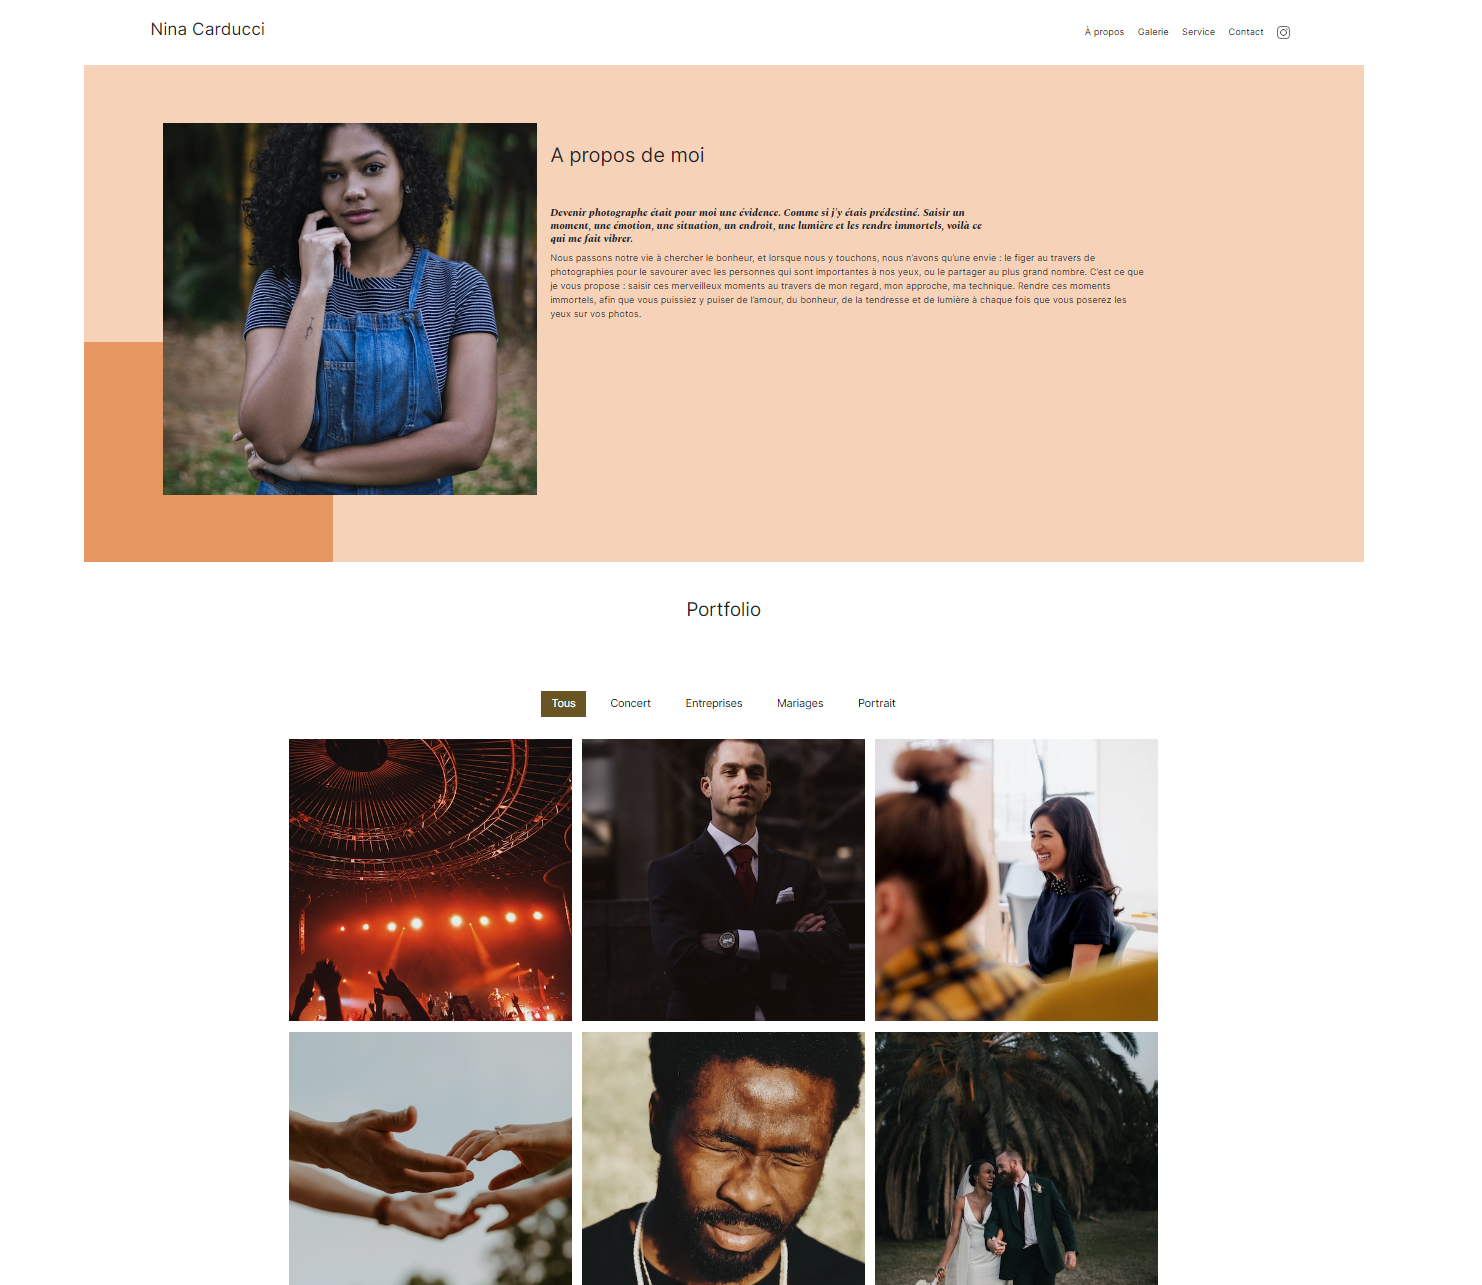 Nina Carducci
À propos Galerie Service Contact
A propos de moi
Devenir photographe était pour moi une évidence. Comme si j'y étais prédestiné. Saisir un
moment, une émotion, une situation, un endroit, une lumière et les rendre immortels, voilà ce
qui me fait vibrer.
Nous passons notre vie à chercher le bonheur, et lorsque nous y touchons, nous n'avons qu'une envie : le figer au travers de
photographies pour le savourer avec les personnes qui sont importantes à nos yeux, ou le partager au plus grand nombre. C'est ce que
je vous propose : saisir ces merveilleux moments au travers de mon regard, mon approche, ma technique. Rendre ces moments
immortels, afin que vous puissiez y puiser de l'amour, du bonheur, de la tendresse et de lumière à chaque fois que vous poserez les
yeux sur vos photos.
Portfolio
Tous Concert Entreprises Mariages Portrait